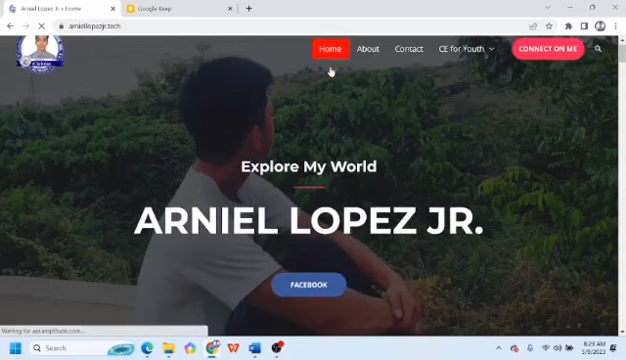 Arniel Lopez Jr - Home
Google Keep
arniellopezjr.tech
Home
About
Contact
CE for Youth
CONNECT ON ME
Explore My World
ARNIEL LOPEZ JR.
FACEBOOK
Waiting for api.amplitude.com...
Search
8:23 AM
5/9/2023